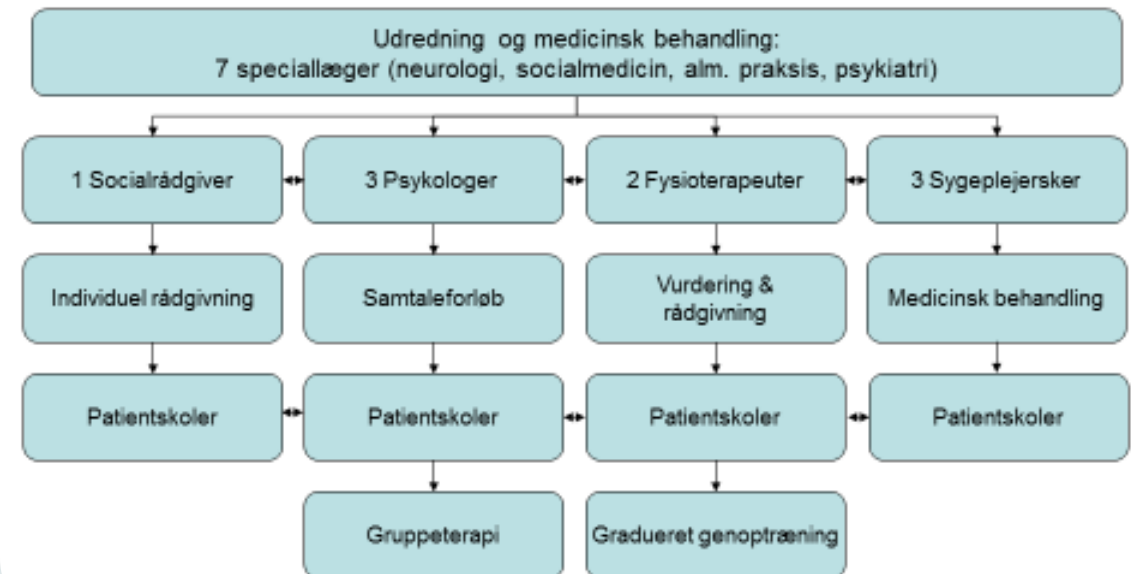 Udredning og medicinsk behandling:
7 speciallæger (neurologi, socialmedicin, alm. praksis, psykiatri)
1 Socialrådgiver
3 Psykologer
2 Fysioterapeuter
3 Sygeplejersker
Individuel rådgivning
Samtaleforløb
Vurdering &
rådgivning
Medicinsk behandling
Patientskoler
Patientskoler
Patientskoler
Patientskoler
Gruppeterapi
Gradueret genoptræning